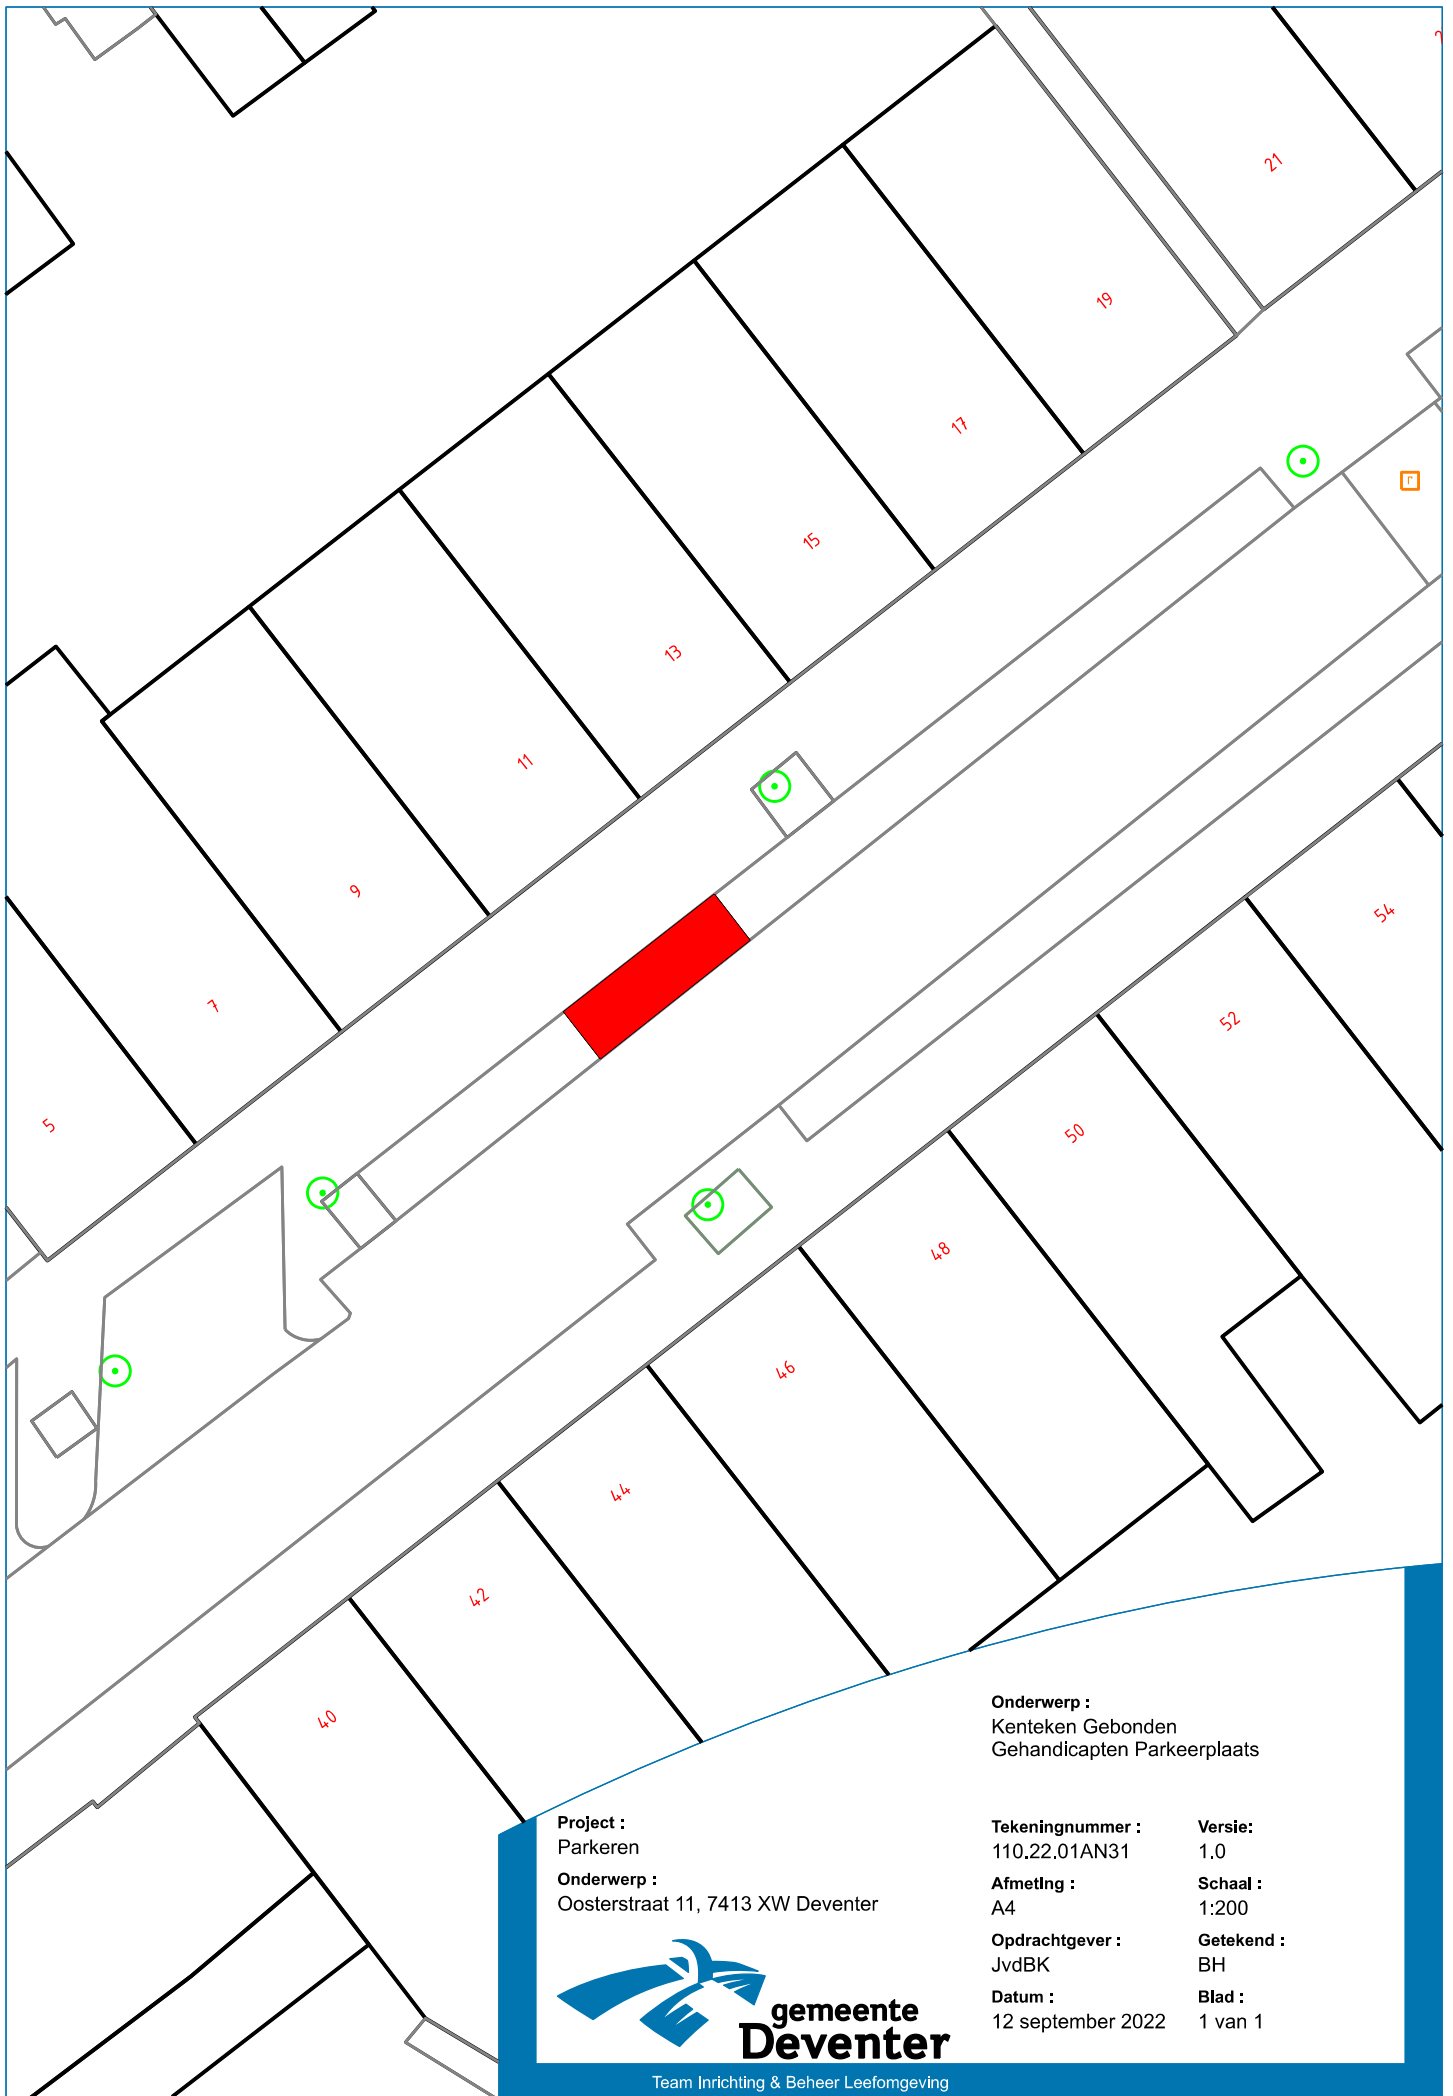 21
19
17
15
13
11
9
7
5
54
52
50
48
46
44
42
40
Onderwerp :
Kenteken Gebonden
Gehandicapten Parkeerplaats
Project :
Parkeren
Onderwerp :
Oosterstraat 11, 7413 XW Deventer
Tekeningnummer : Versie:
110.22.01AN31 1.0
Afmeting : Schaal :
A4 1:200
Opdrachtgever : Getekend :
JvdBK BH
Datum : Blad :
12 september 2022 1 van 1
gemeente
Deventer
Team Inrichting & Beheer Leefomgeving